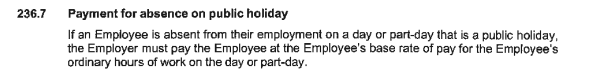 236.7 Payment for absence on public holiday
If an Employee is absent from their employment on a day or part-day that is a public holiday,
the Employer must pay the Employee at the Employee's base rate of pay for the Employee's
ordinary hours of work on the day or part-day.